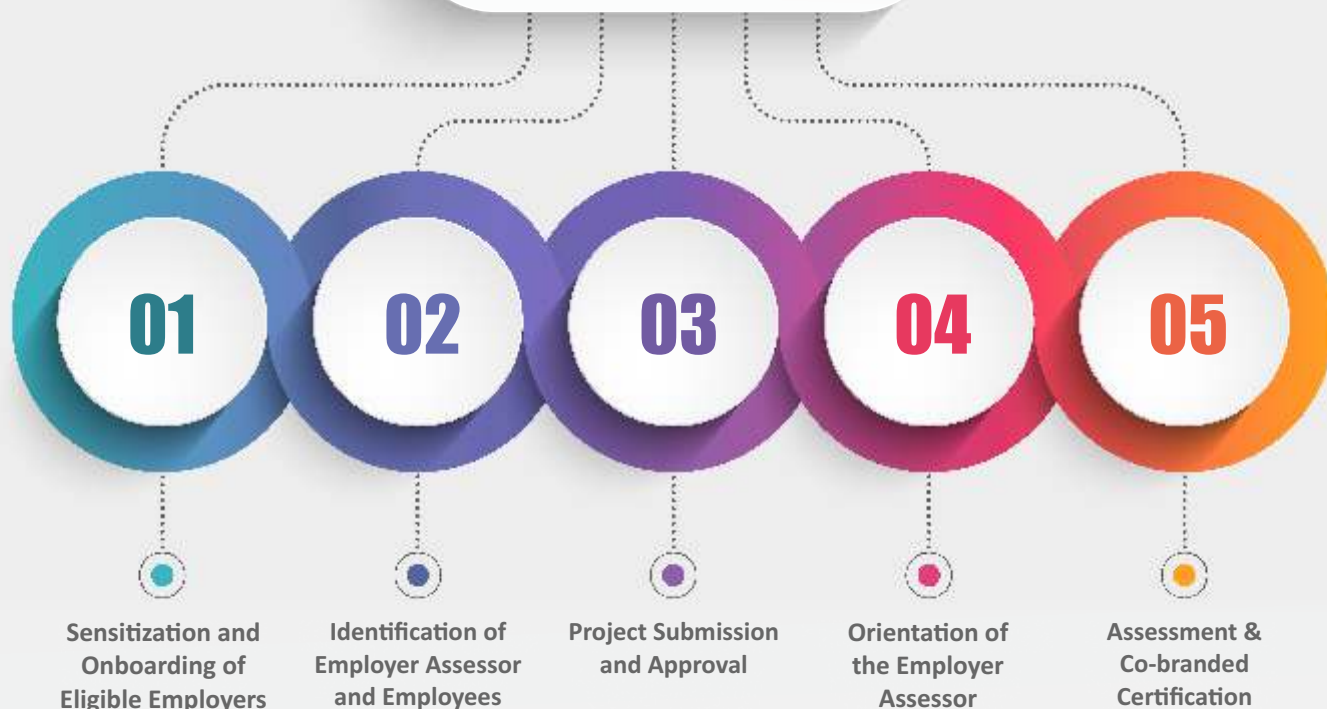 01
02
03
04
05
Sensitization and
Onboarding of
Eligible Employers
Identification of
Employer Assessor
and Employees
Project Submission
and Approval
Orientation of
the Employer
Assessor
Assessment &
Co-branded
Certification